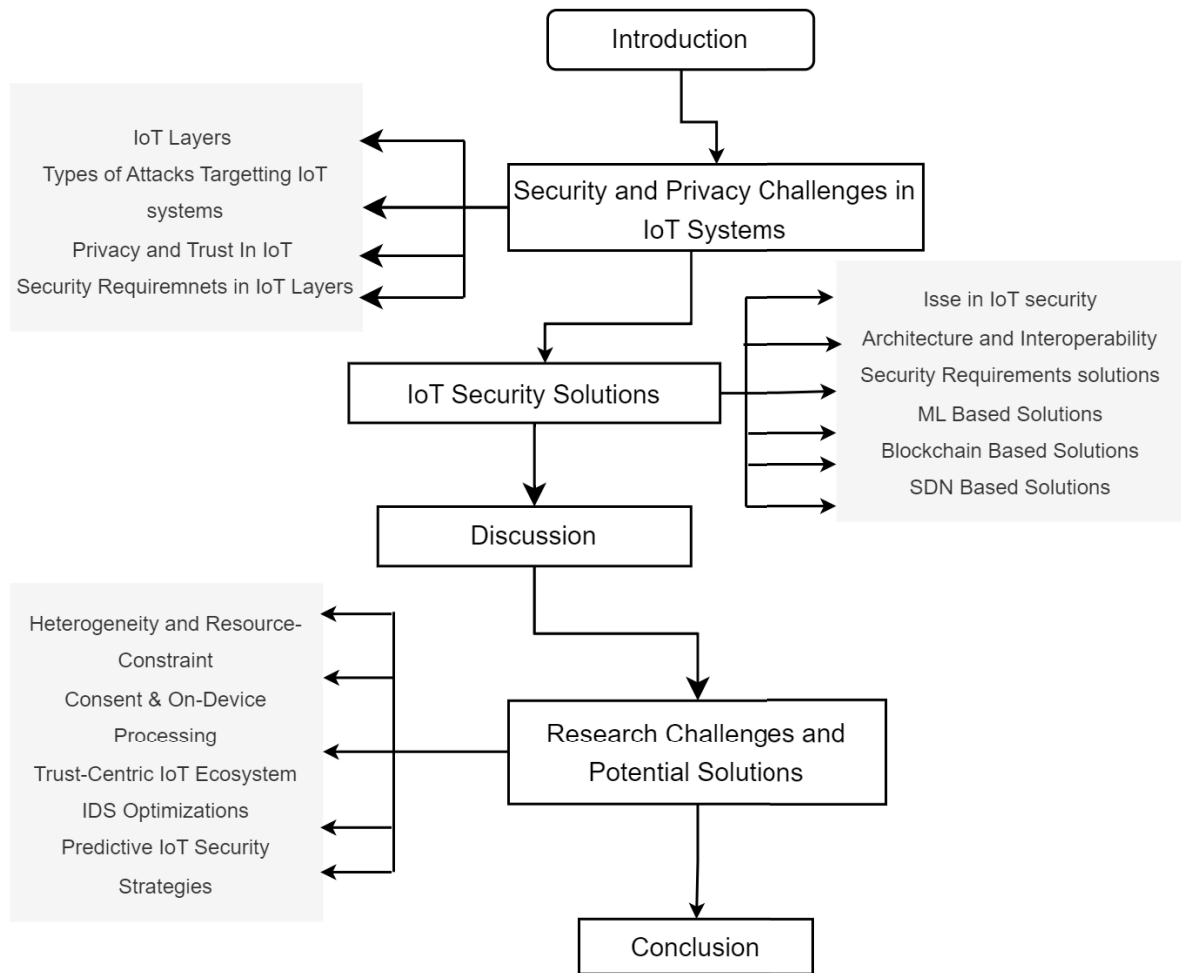 Introduction
IoT Layers
Types of Attacks Targetting IoT
systems
Privacy and Trust In IoT
Security Requiremnets in IoT Layers
Security and Privacy Challenges in
IoT Systems
Isse in IoT security
Architecture and Interoperability
Security Requirements solutions
ML Based Solutions
Blockchain Based Solutions
SDN Based Solutions
IoT Security Solutions
Discussion
Heterogeneity and Resource-
Constraint
Consent & On-Device
Processing
Trust-Centric IoT Ecosystem
IDS Optimizations
Predictive IoT Security
Strategies
Research Challenges and
Potential Solutions
Conclusion